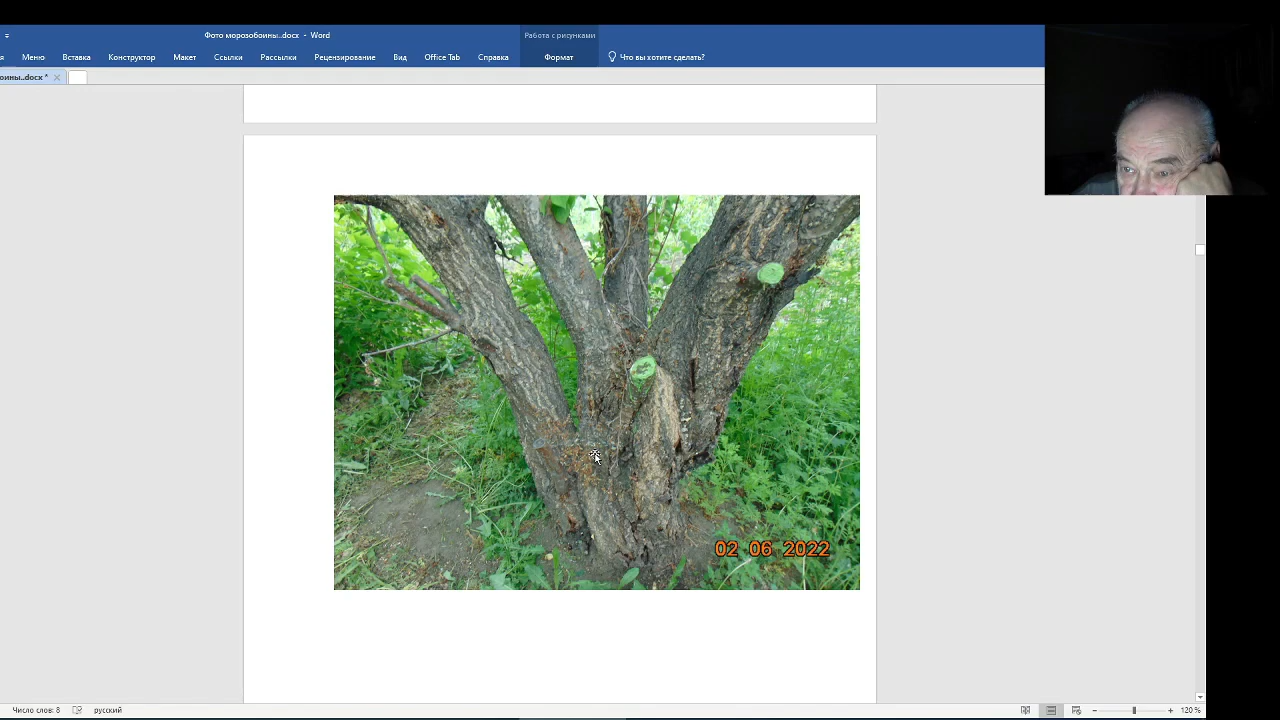 Фото морозобоины..docx - Word
Работа с рисунками
я Меню Вставка Конструктор Макет Ссылки Рассылки Рецензирование Вид Office Tab Справка Формат Что вы хотите сделать?
оины..docx *
02 06 2022
Число слов: 8 русский 120 %